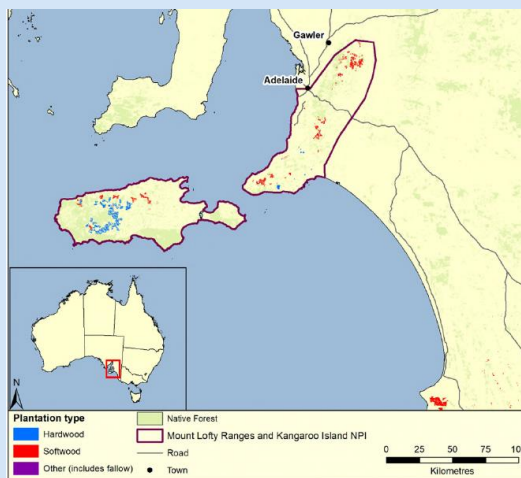 Gawler
Adelaide
N
Plantation type
Hardwood
Softwood
Other (includes fallow)
Native Forest
Mount Lofty Ranges and Kangaroo Island NPI
Road
Town
0 25 50 75 10
Kilometres